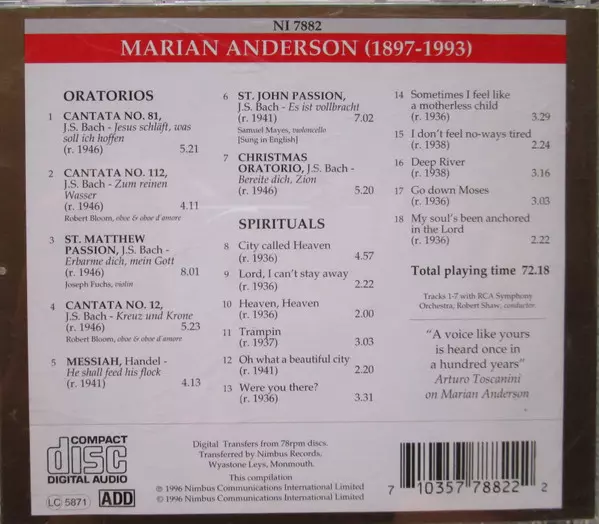 NI 7882
MARIAN ANDERSON (1897-1993)
ORATORIOS
1 CANTATA NO. 81,
J.S. Bach - Jesus schläft, was
soll ich hoffen
(r. 1946) 5.21
2 CANTATA NO. 112,
J.S. Bach - Zum reinen
Wasser
(r. 1946) 4.11
Robert Bloom, oboe & oboe d'amore
3 ST. MATTHEW
PASSION, J.S. Bach -
Erbarme dich, mein Gott
(r. 1946) 8.01
Joseph Fuchs, violin
4 CANTATA NO. 12,
J.S. Bach - Kreuz und Krone
(r. 1946) 5.23
Robert Bloom, oboe & oboe d'amore
5 MESSIAH, Handel -
He shall feed his flock
(r. 1941) 4.13
6 ST. JOHN PASSION,
J.S. Bach - Es ist vollbracht
(r. 1941) 7.02
Samuel Mayes, violoncello
[Sung in English]
7 CHRISTMAS
ORATORIO, J.S. Bach -
Bereite dich, Zion
(r. 1946) 5.20
SPIRITUALS
8 City called Heaven
(r. 1936) 4.57
9 Lord, I can't stay away
(r. 1936) 2.22
10 Heaven, Heaven
(r. 1936) 2.00
11 Trampin
(r. 1937) 3.03
12 Oh what a beautiful city
(r. 1941) 2.20
13 Were you there?
(r. 1936) 3.31
14 Sometimes I feel like
a motherless child
(r. 1936) 3.29
15 I don't feel no-ways tired
(r. 1938) 2.24
16 Deep River
(r. 1938) 3.16
17 Go down Moses
(r. 1936) 3.03
18 My soul's been anchored
in the Lord
(r. 1936) 2.22
Total playing time 72.18
Tracks 1-7 with RCA Symphony
Orchestra, Robert Shaw, conductor.
"A voice like yours
is heard once in
a hundred years"
Arturo Toscanini
on Marian Anderson
COMPACT
disc
DIGITAL AUDIO
LC 5871
ADD
Digital Transfers from 78rpm discs.
Transferred by Nimbus Records,
Wyastone Leys, Monmouth.
This compilation
℗ 1996 Nimbus Communications International Limited
© 1996 Nimbus Communications International Limited
7 10357 78822 2